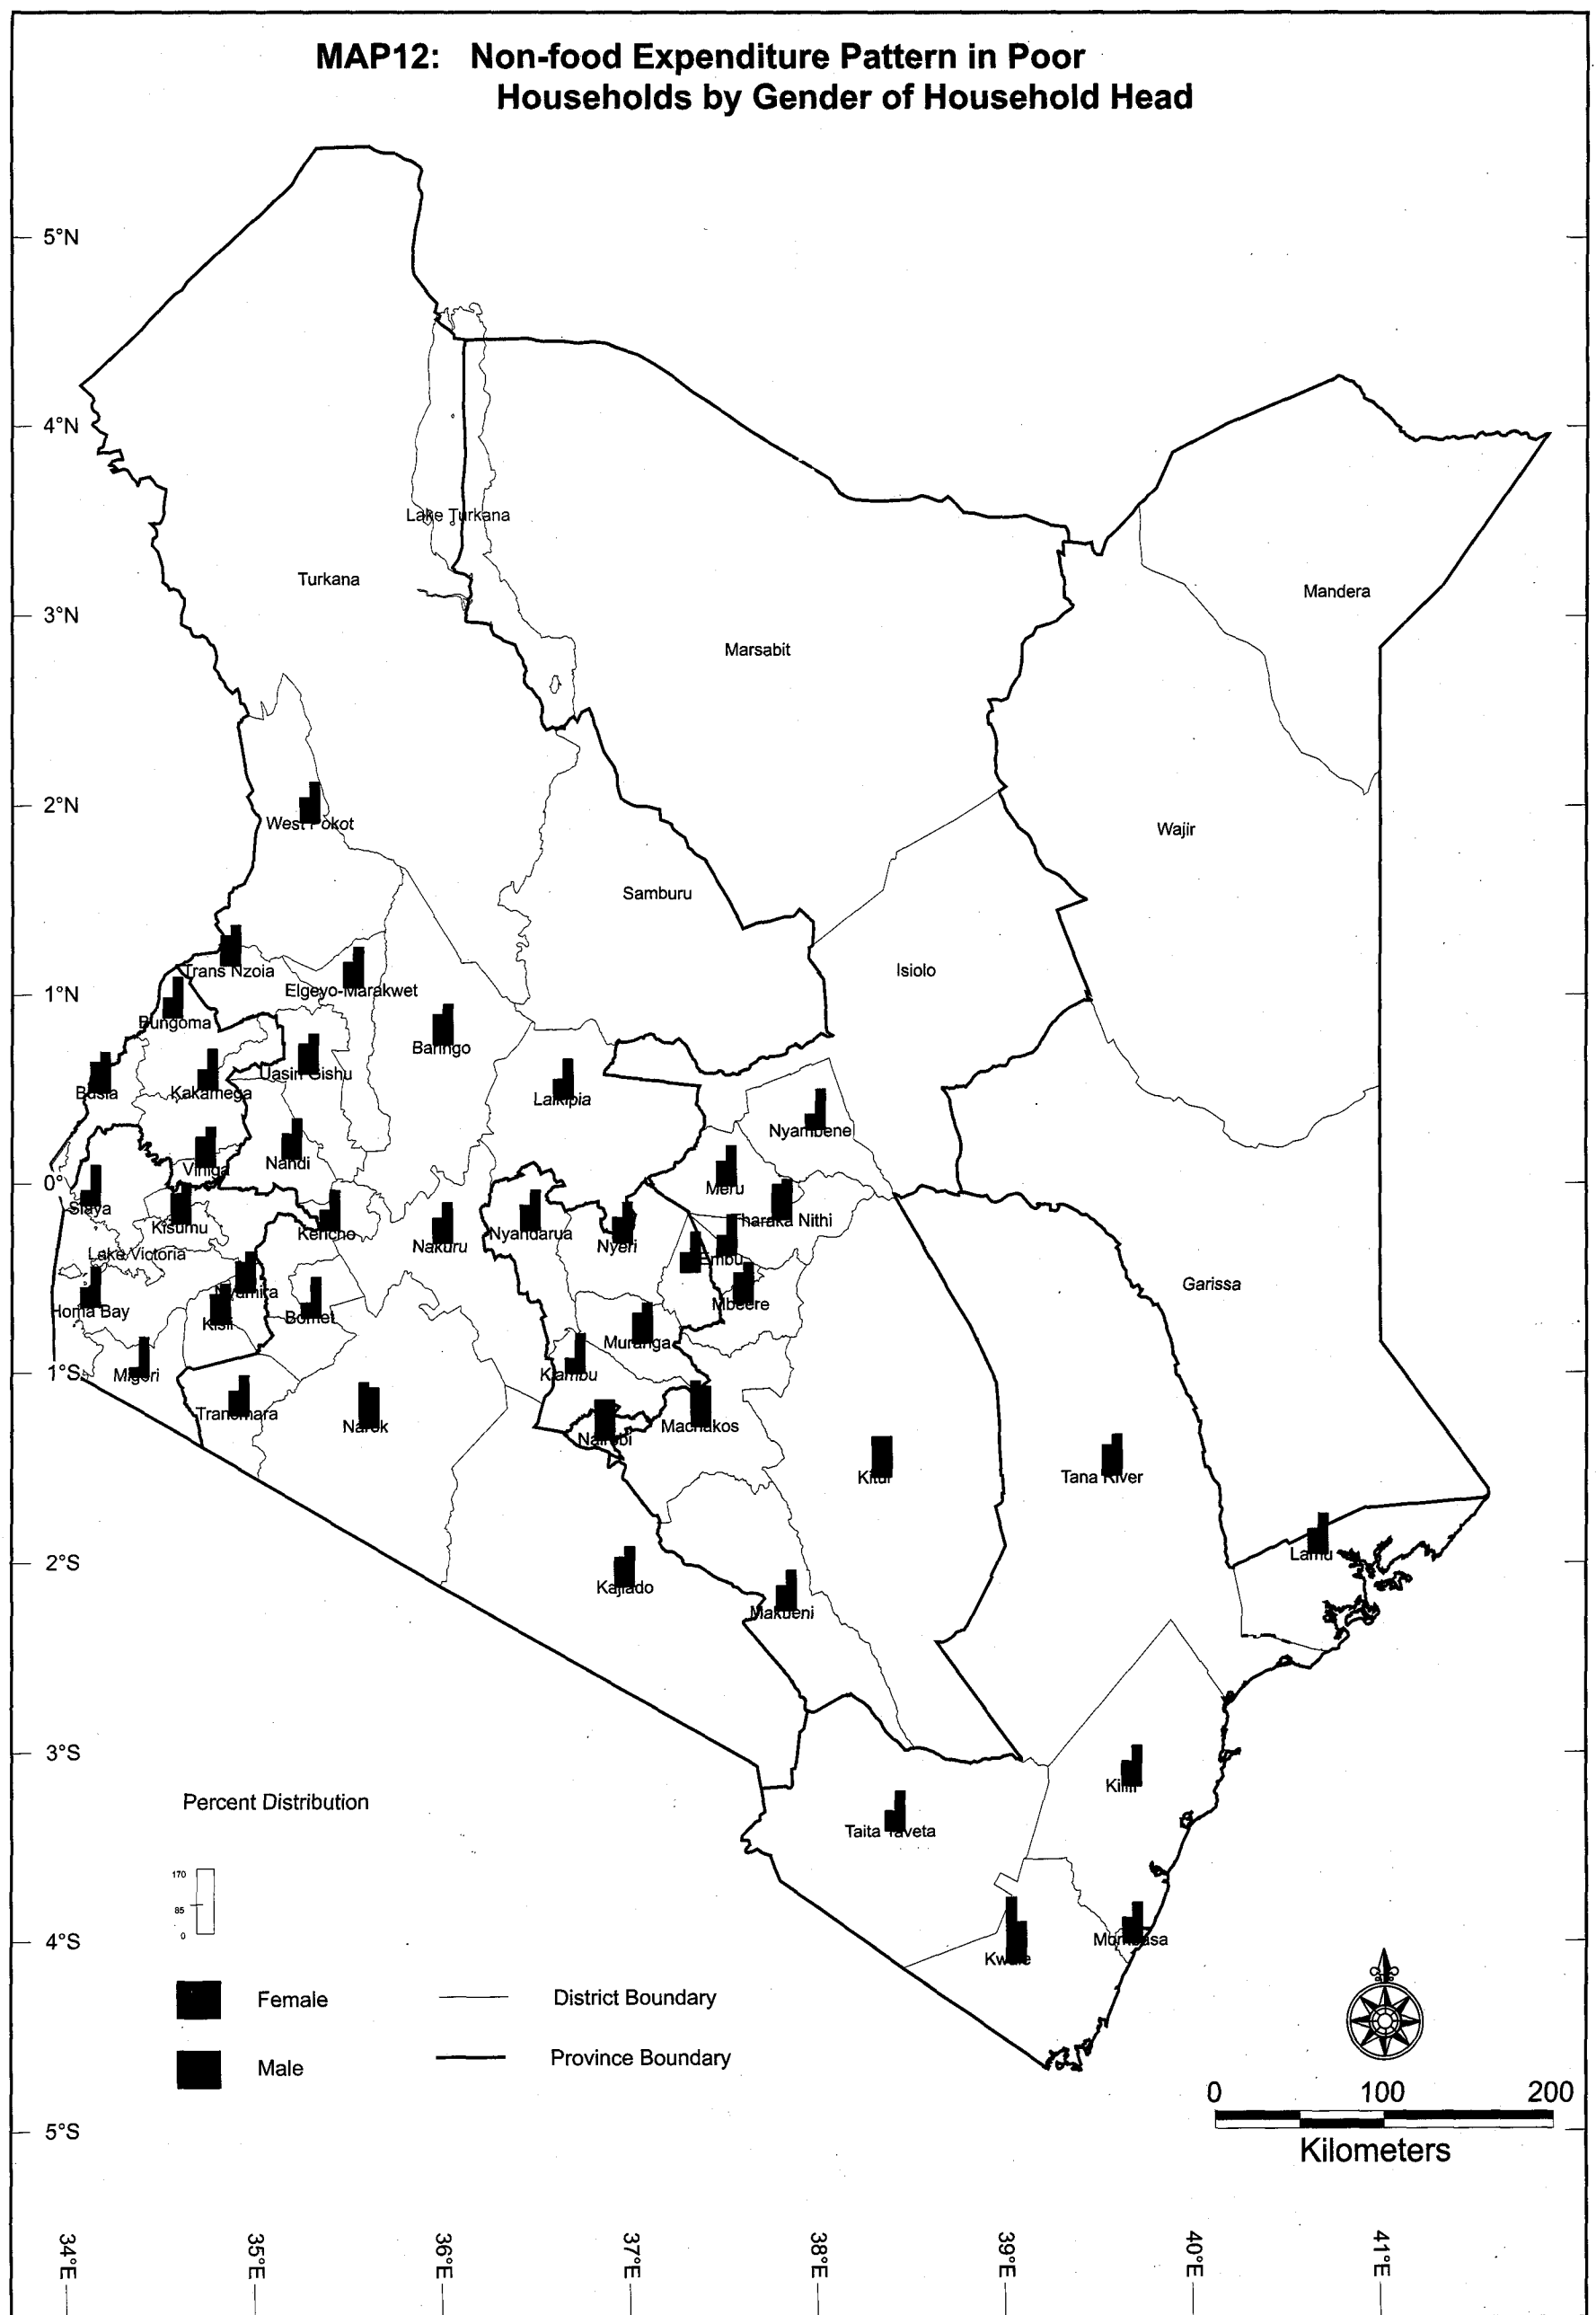 MAP12: Non-food Expenditure Pattern in Poor
Households by Gender of Household Head
5°N
4°N
Lake Turkana
Turkana
Mandera
3°N
Marsabit
2°N
West Pokot
Wajir
Samburu
Trans Nzoia
Isiolo
Elgeyo-Marakwet
1°N
Bungoma
Baringo
Uasin Gishu
Busia
Kakamega
Laikipia
Nyambene
Nandi
Vihiga
0°
Meru
Siaya
Tharaka Nithi
Kisumu
Kericho
Nyandarua
Nakuru
Nyeri
Lake Victoria
Embu
Garissa
Nyamira
Mbeere
Homa Bay
Bomet
Kisii
Muranga
1°S
Migori
Kiambu
Tranomara
Narok
Machakos
Nairobi
Kitui
Tana River
Lamu
2°S
Kajiado
Makueni
3°S
Kilifi
Percent Distribution
Taita Taveta
170
85
0
4°S
Mombasa
Kwale
Female
District Boundary
Male
Province Boundary
0 100 200
5°S
Kilometers
34°E 35°E 36°E 37°E 38°E 39°E 40°E 41°E